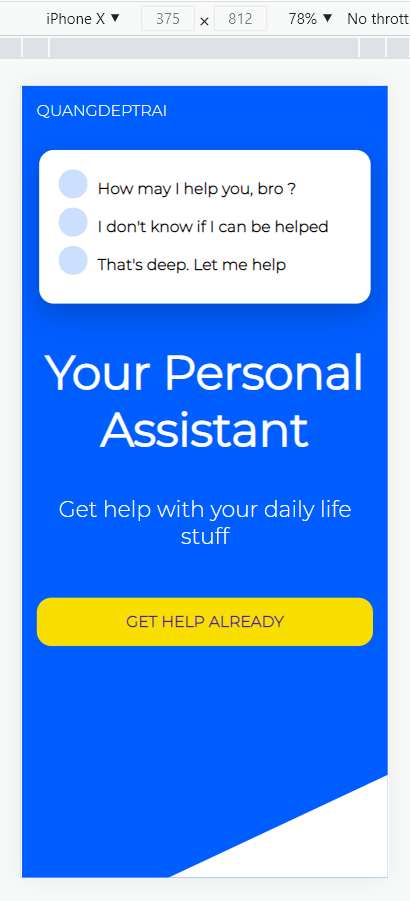 iPhone X ▼ 375 × 812 78% ▼ No thrott
QUANGDEPTRAI
How may I help you, bro ?
I don't know if I can be helped
That's deep. Let me help
Your Personal
Assistant
Get help with your daily life
stuff
GET HELP ALREADY